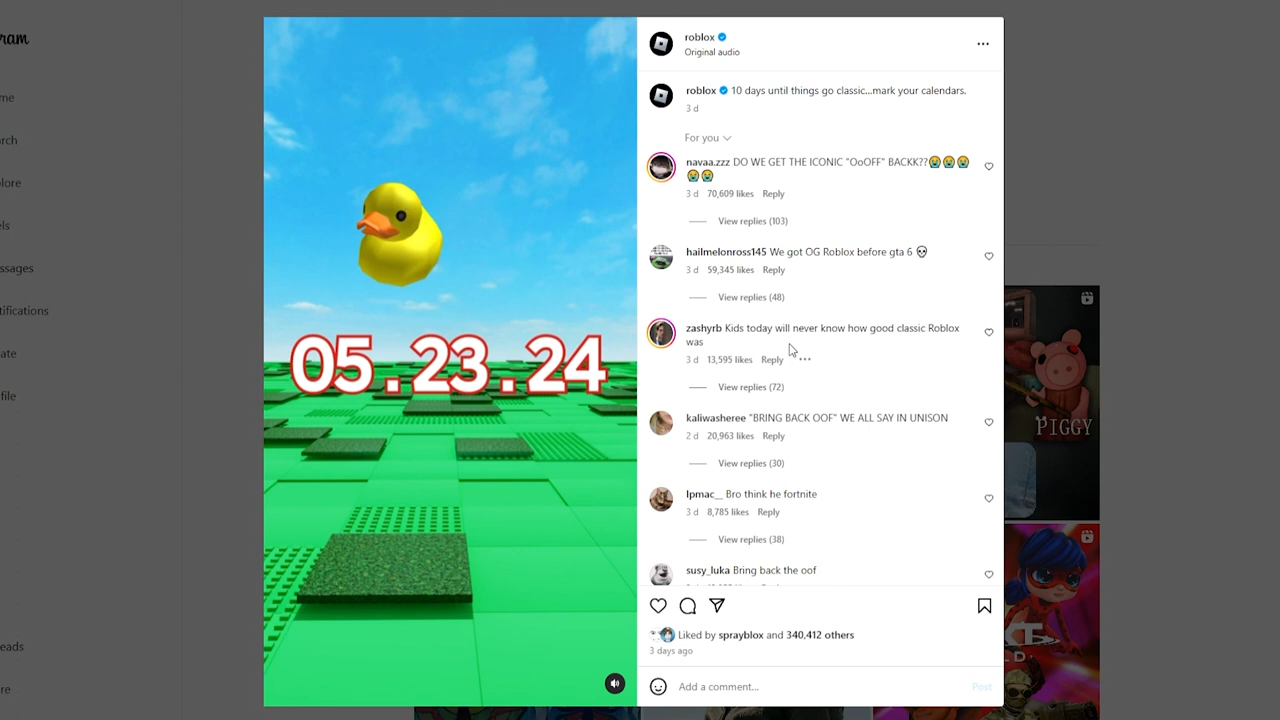 ram
me
rch
lore
els
ssages
tifications
ate
file
eads
re
05.23.24
roblox
Original audio
roblox 10 days until things go classic...mark your calendars.
3 d
For you
navaa.zzz DO WE GET THE ICONIC "OoOFF" BACKK??😭😭😭
😭😭
3 d 70,609 likes Reply
View replies (103)
hailmelonross145 We got OG Roblox before gta 6 💀
3 d 59,345 likes Reply
View replies (48)
zashyrb Kids today will never know how good classic Roblox
was
3 d 13,595 likes Reply
View replies (72)
kaliwasheree "BRING BACK OOF" WE ALL SAY IN UNISON
2 d 20,963 likes Reply
View replies (30)
lpmac__ Bro think he fortnite
3 d 8,785 likes Reply
View replies (38)
susy_luka Bring back the oof
Liked by sprayblox and 340,412 others
3 days ago
Add a comment...
Post
PIGGY